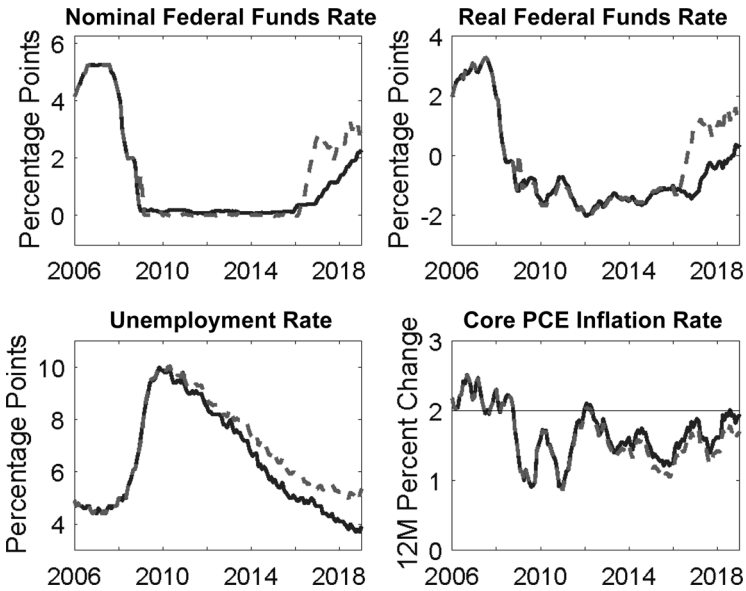 Nominal Federal Funds Rate
Percentage Points
6
4
2
0
2006 2010 2014 2018
Real Federal Funds Rate
Percentage Points
4
2
0
-2
2006 2010 2014 2018
Unemployment Rate
Percentage Points
10
8
6
4
2006 2010 2014 2018
Core PCE Inflation Rate
12M Percent Change
3
2
1
0
2006 2010 2014 2018